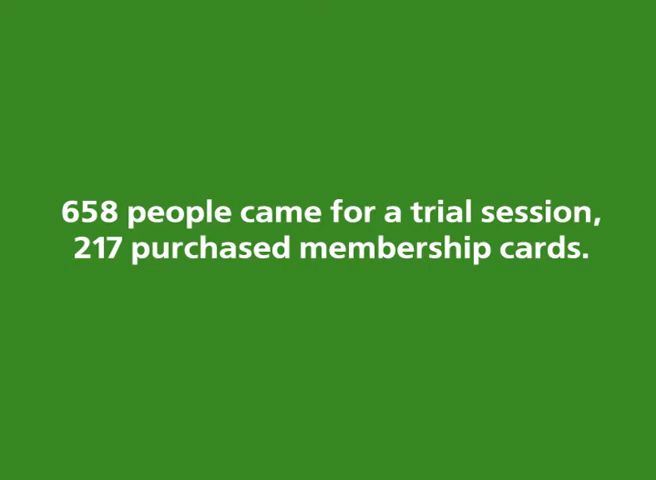 658 people came for a trial session,
217 purchased membership cards.